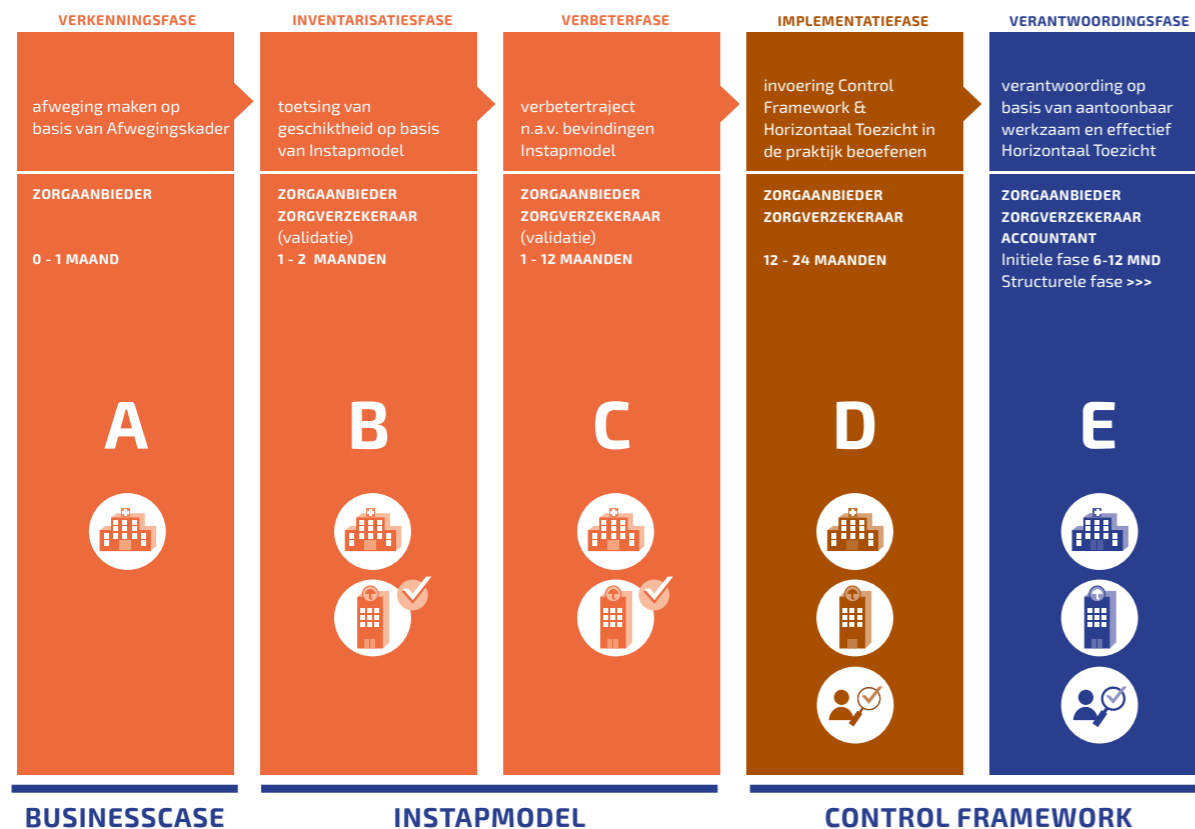 VERKENNINGSFASE
afweging maken op
basis van Afwegingskader
ZORGAANBIEDER
0 - 1 MAAND
A
INVENTARISATIESFASE
toetsing van
geschiktheid op basis
van Instapmodel
ZORGAANBIEDER
ZORGVERZEKERAAR
(validatie)
1 - 2 MAANDEN
B
VERBETERFASE
verbetertraject
n.a.v. bevindingen
Instapmodel
ZORGAANBIEDER
ZORGVERZEKERAAR
(validatie)
1 - 12 MAANDEN
C
IMPLEMENTATIEFASE
invoering Control
Framework &
Horizontaal Toezicht in
de praktijk beoefenen
ZORGAANBIEDER
ZORGVERZEKERAAR
12 - 24 MAANDEN
D
VERANTWOORDINGSFASE
verantwoording op
basis van aantoonbaar
werkzaam en effectief
Horizontaal Toezicht
ZORGAANBIEDER
ZORGVERZEKERAAR
ACCOUNTANT
Initiele fase 6-12 MND
Structurele fase >>>
E
BUSINESSCASE
INSTAPMODEL
CONTROL FRAMEWORK